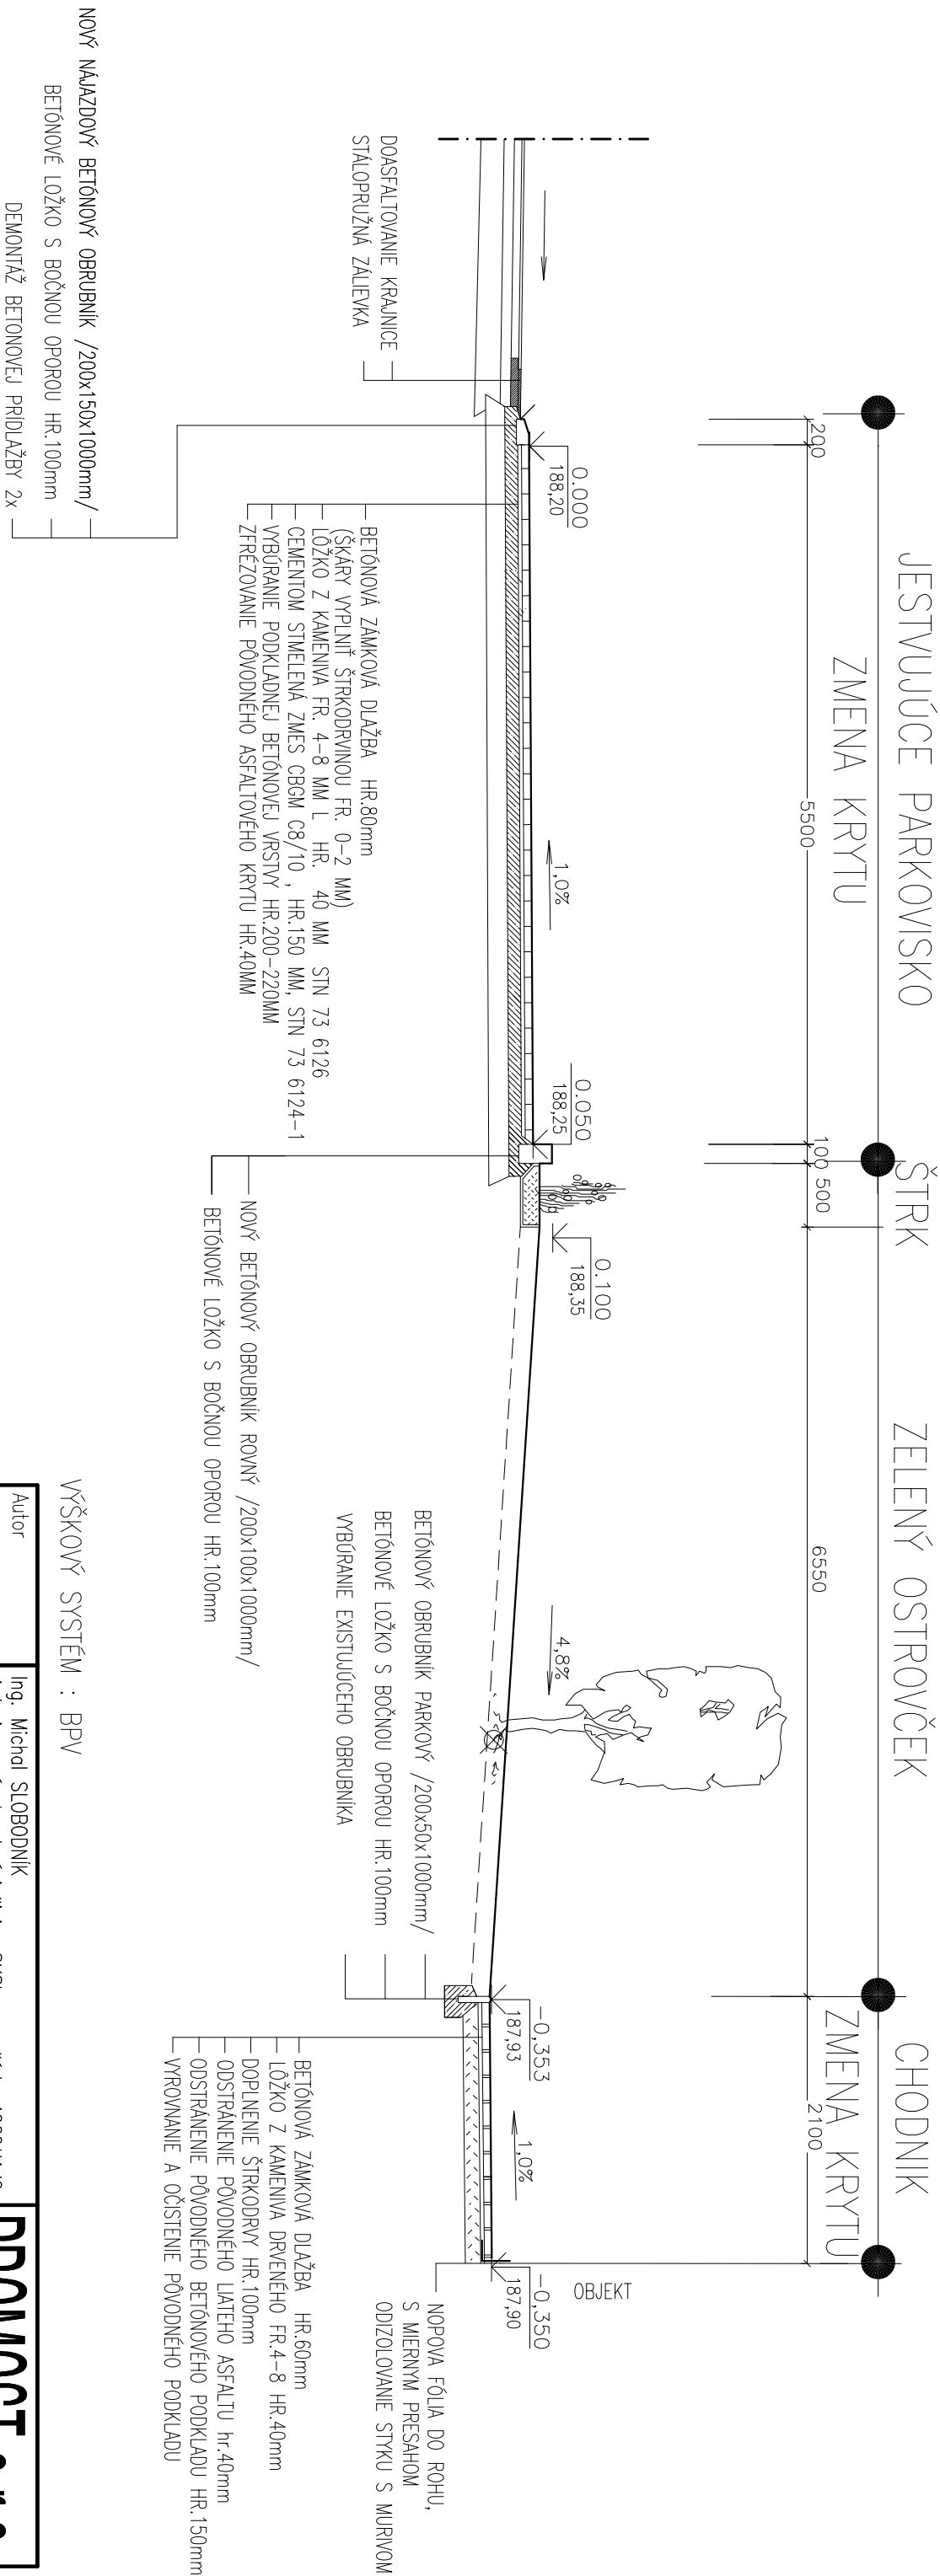 JESTVUJÚCE PARKOVISKO
ZMENA KRYTU
ŠTRK
ZELENÝ OSTROVČEK
CHODNIK
ZMENA KRYTU
200
5500
100
500
6550
2100
0.000
188,20
1,0%
0.050
188,25
0.100
188,35
4,8%
-0,353
187,93
1,0%
-0,350
187,90
OBJEKT
DOASFALTOVANIE KRAJNICE
STÁLOPRUŽNÁ ZÁLIEVKA
NOVÝ NÁJAZDOVÝ BETÓNOVÝ OBRUBNÍK /200x150x1000mm/
BETÓNOVÉ LOŽKO S BOČNOU OPOROU HR.100mm
DEMONTÁŽ BETONOVEJ PRÍDLAŽBY 2x
BETÓNOVÁ ZÁMKOVÁ DLAŽBA HR.80mm
(ŠKÁRY VYPLNIŤ ŠTRKODRVINOU FR. 0-2 MM)
LÔŽKO Z KAMENIVA FR. 4-8 MM L HR. 40 MM STN 73 6126
CEMENTOM STMELENÁ ZMES CBGM C8/10 , HR.150 MM, STN 73 6124-1
VYBÚRANIE PODKLADNEJ BETÓNOVEJ VRSTVY HR.200-220MM
ZFRÉZOVANIE PÔVODNÉHO ASFALTOVÉHO KRYTU HR.40MM
NOVÝ BETÓNOVÝ OBRUBNÍK ROVNÝ /200x100x1000mm/
BETÓNOVÉ LOŽKO S BOČNOU OPOROU HR.100mm
BETÓNOVÝ OBRUBNÍK PARKOVÝ /200x50x1000mm/
BETÓNOVÉ LOŽKO S BOČNOU OPOROU HR.100mm
VYBÚRANIE EXISTUJÚCEHO OBRUBNÍKA
NOPOVA FÓLIA DO ROHU,
S MIERNYM PRESAHOM
ODIZOLOVANIE STYKU S MURIVOM
BETÓNOVÁ ZÁMKOVÁ DLAŽBA HR.60mm
LÔŽKO Z KAMENIVA DRVENÉHO FR.4-8 HR.40mm
DOPLNENIE ŠTRKODRVY HR.100mm
ODSTRÁNENIE PÔVODNÉHO LIATEHO ASFALTU hr.40mm
ODSTRÁNENIE PÔVODNÉHO BETÓNOVÉHO PODKLADU HR.150mm
VYROVNANIE A OČISTENIE PÔVODNÉHO PODKLADU
VÝŠKOVÝ SYSTÉM : BPV
Autor
Ing. Michal SLOBODNÍK